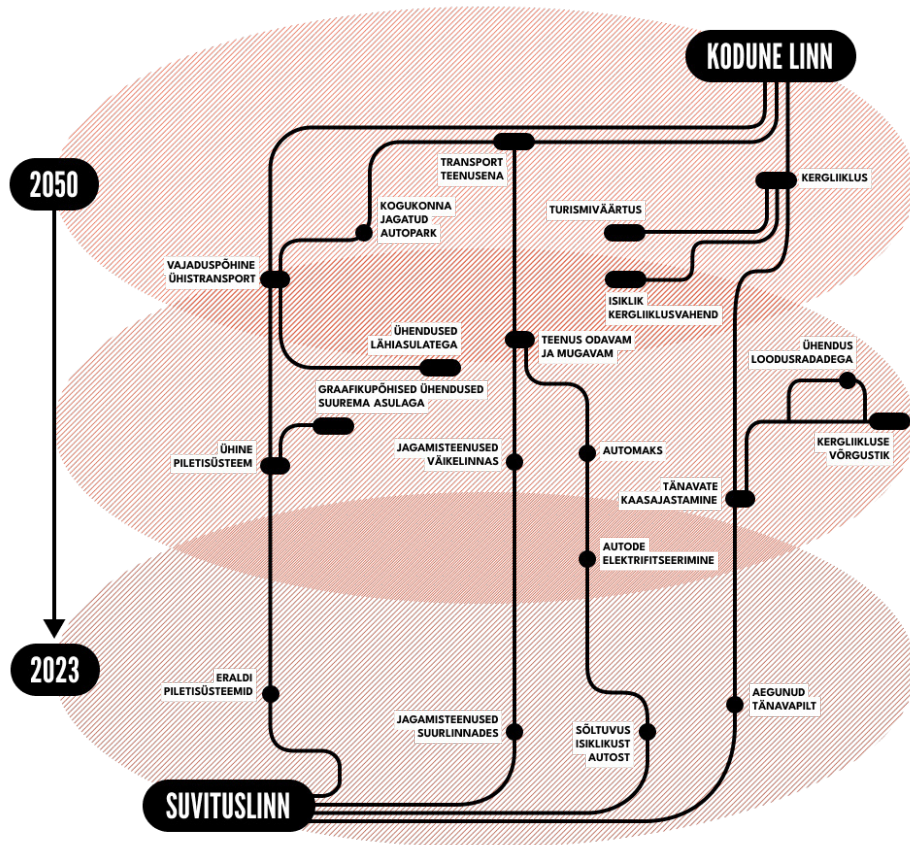 KODUNE LINN
2050
TRANSPORT
TEENUSENA
KERGLIIKLUS
KOGUKONNA
JAGATUD
AUTOPARK
TURISMIVÄÄRTUS
VAJADUSPÕHINE
ÜHISTRANSPORT
ISIKLIK
KERGLIIKLUSVAHEND
ÜHENDUSED
LÄHIASULATEGA
TEENUS ODAVAM
JA MUGAVAM
ÜHENDUS
LOODUSRADADEGA
GRAAFIKUPÕHISED ÜHENDUSED
SUUREMA ASULAGA
ÜHINE
PILETISÜSTEEM
JAGAMISTEENUSED
VÄIKELINNAS
AUTOMAKS
KERGLIIKLUSE
VÕRGUSTIK
TÄNAVATE
KAASAJASTAMINE
AUTODE
ELEKTRIFITSEERIMINE
2023
ERALDI
PILETISÜSTEEMID
JAGAMISTEENUSED
SUURLINNADES
SÕLTUVUS
ISIKLIKUST
AUTOST
AEGUNUD
TÄNAVAPILT
SUVITUSLINN